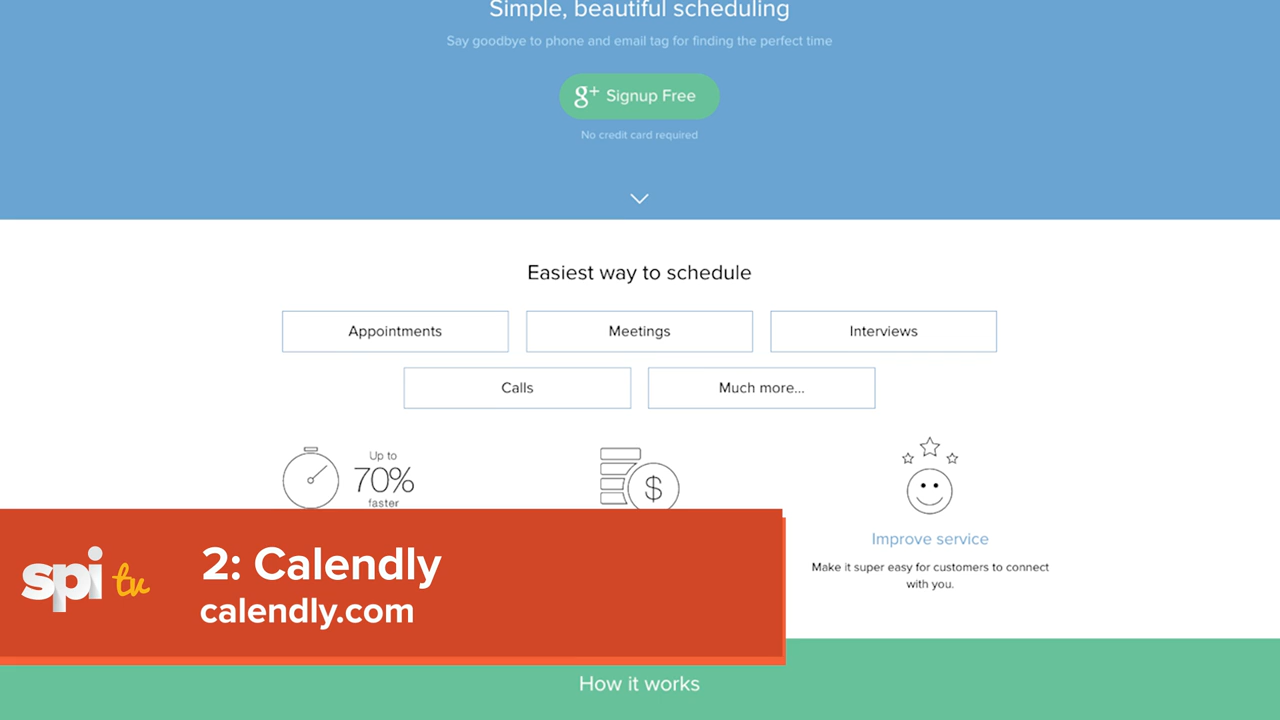 Simple, beautiful scheduling
Say goodbye to phone and email tag for finding the perfect time
g+ Signup Free
No credit card required
Easiest way to schedule
Appointments
Meetings
Interviews
Calls
Much more...
Up to
70%
faster
$
Improve service
Make it super easy for customers to connect
with you.
spi tv
2: Calendly
calendly.com
How it works